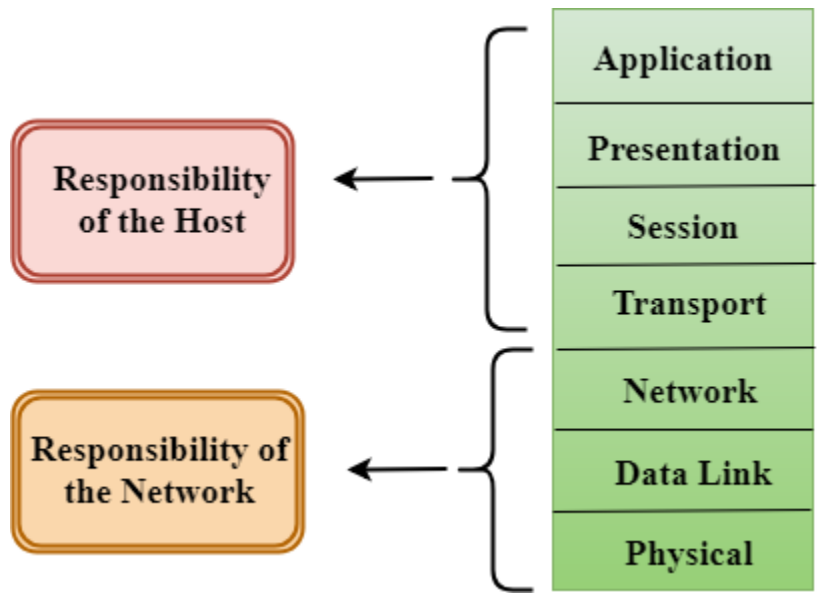 Responsibility
of the Host
Responsibility of
the Network
Application
Presentation
Session
Transport
Network
Data Link
Physical